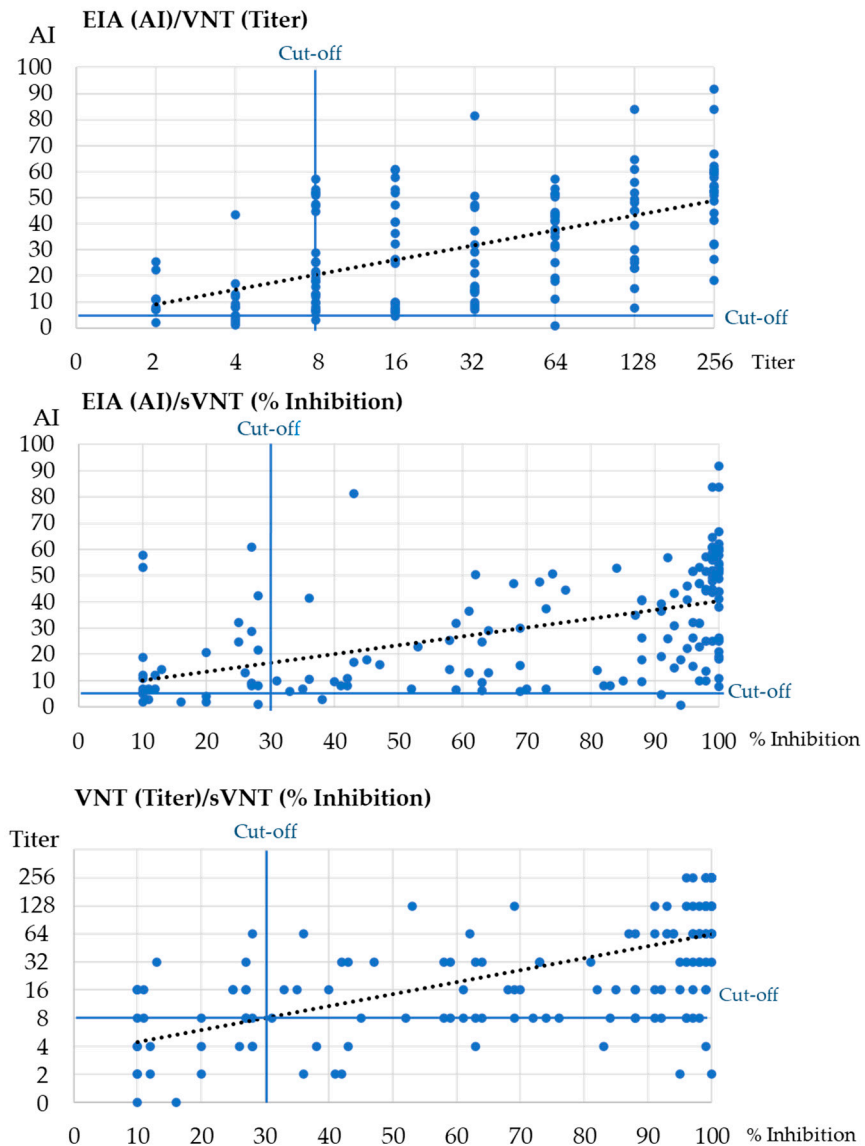 EIA (AI)/VNT (Titer)
AI
Cut-off
100
90
80
70
60
50
40
30
20
10
0
Cut-off
0 2 4 8 16 32 64 128 256 Titer
EIA (AI)/sVNT (% Inhibition)
AI
Cut-off
100
90
80
70
60
50
40
30
20
10
0
Cut-off
0 10 20 30 40 50 60 70 80 90 100 % Inhibition
VNT (Titer)/sVNT (% Inhibition)
Titer
Cut-off
256
128
64
32
16
Cut-off
8
4
2
0
0 10 20 30 40 50 60 70 80 90 100 % Inhibition